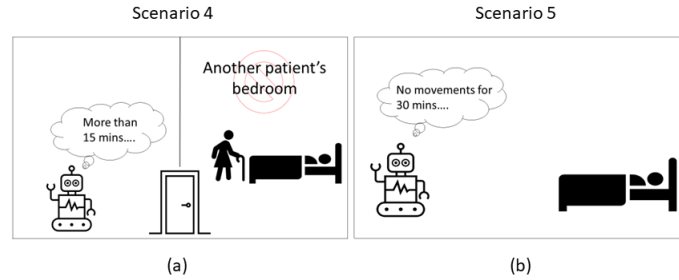 Scenario 4
Scenario 5
More than
15 mins....
Another patient's
bedroom
No movements for
30 mins....
(a)
(b)